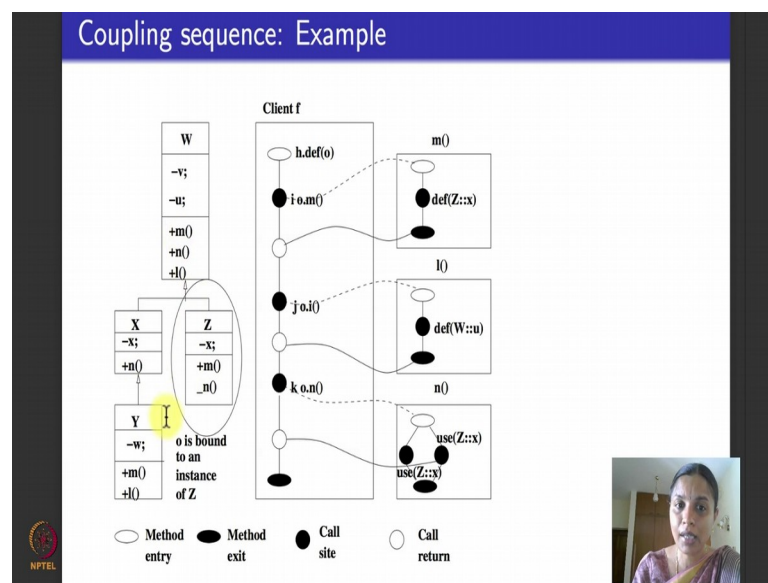 Coupling sequence: Example
Client f
W
-v;
-u;
+m()
+n()
+l()
X
-x;
+n()
Z
-x;
+m()
_n()
Y
-w;
+m()
+l()
o is bound
to an
instance
of Z
h.def(o)
i o.m()
j o.i()
k o.n()
m()
def(Z::x)
l()
def(W::u)
n()
use(Z::x)
use(Z::x)
Method
entry
Method
exit
Call
site
Call
return
NPTEL